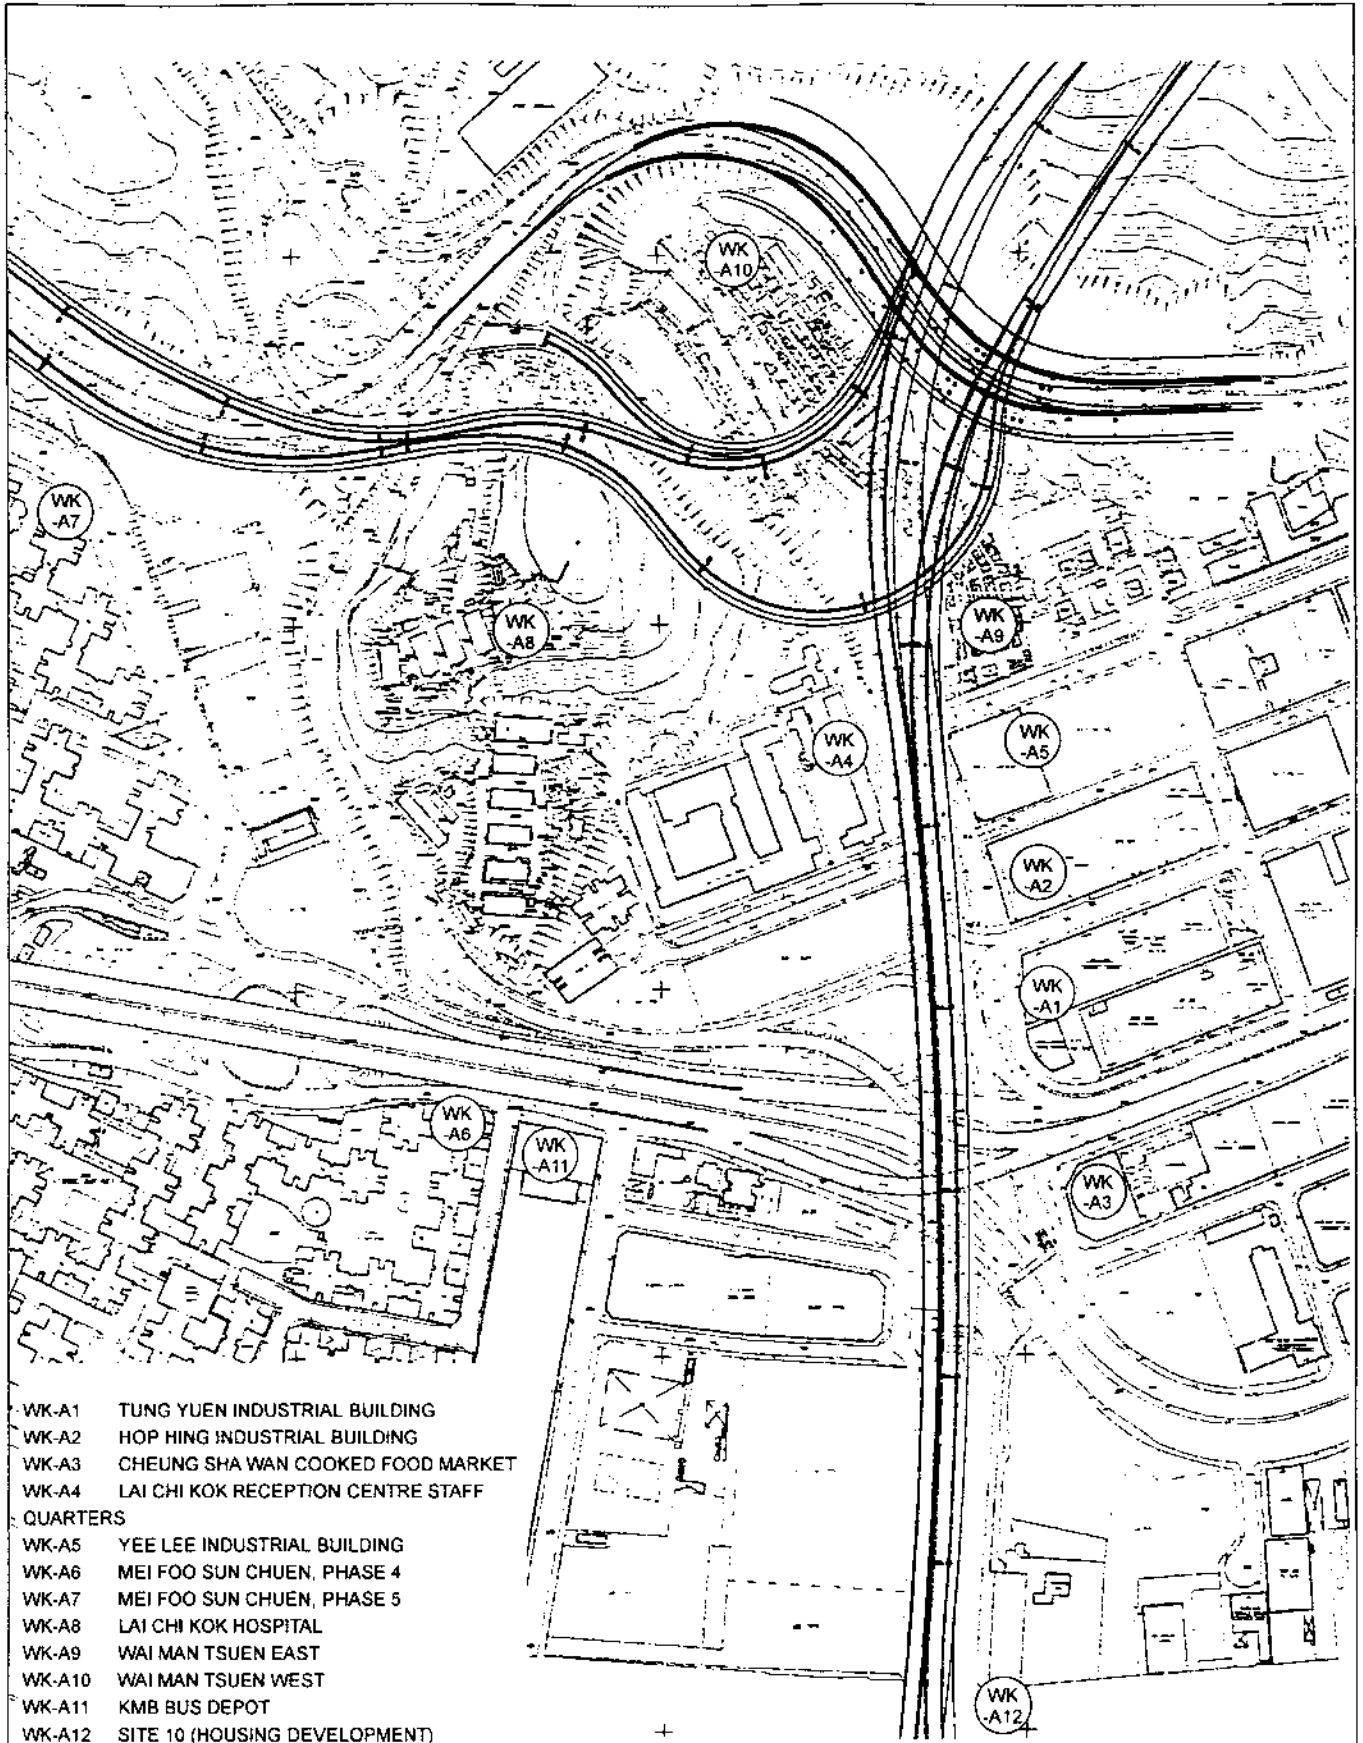 WK
-A10
WK
-A7
WK
-A8
WK
-A9
WK
-A4
WK
-A5
WK
-A2
WK
-A1
WK
-A6
WK
-A11
WK
-A3
WK-A1 TUNG YUEN INDUSTRIAL BUILDING
WK-A2 HOP HING INDUSTRIAL BUILDING
WK-A3 CHEUNG SHA WAN COOKED FOOD MARKET
WK-A4 LAI CHI KOK RECEPTION CENTRE STAFF
QUARTERS
WK-A5 YEE LEE INDUSTRIAL BUILDING
WK-A6 MEI FOO SUN CHUEN, PHASE 4
WK-A7 MEI FOO SUN CHUEN, PHASE 5
WK-A8 LAI CHI KOK HOSPITAL
WK-A9 WAI MAN TSUEN EAST
WK-A10 WAI MAN TSUEN WEST
WK-A11 KMB BUS DEPOT
WK-A12 SITE 10 (HOUSING DEVELOPMENT)
WK
-A12